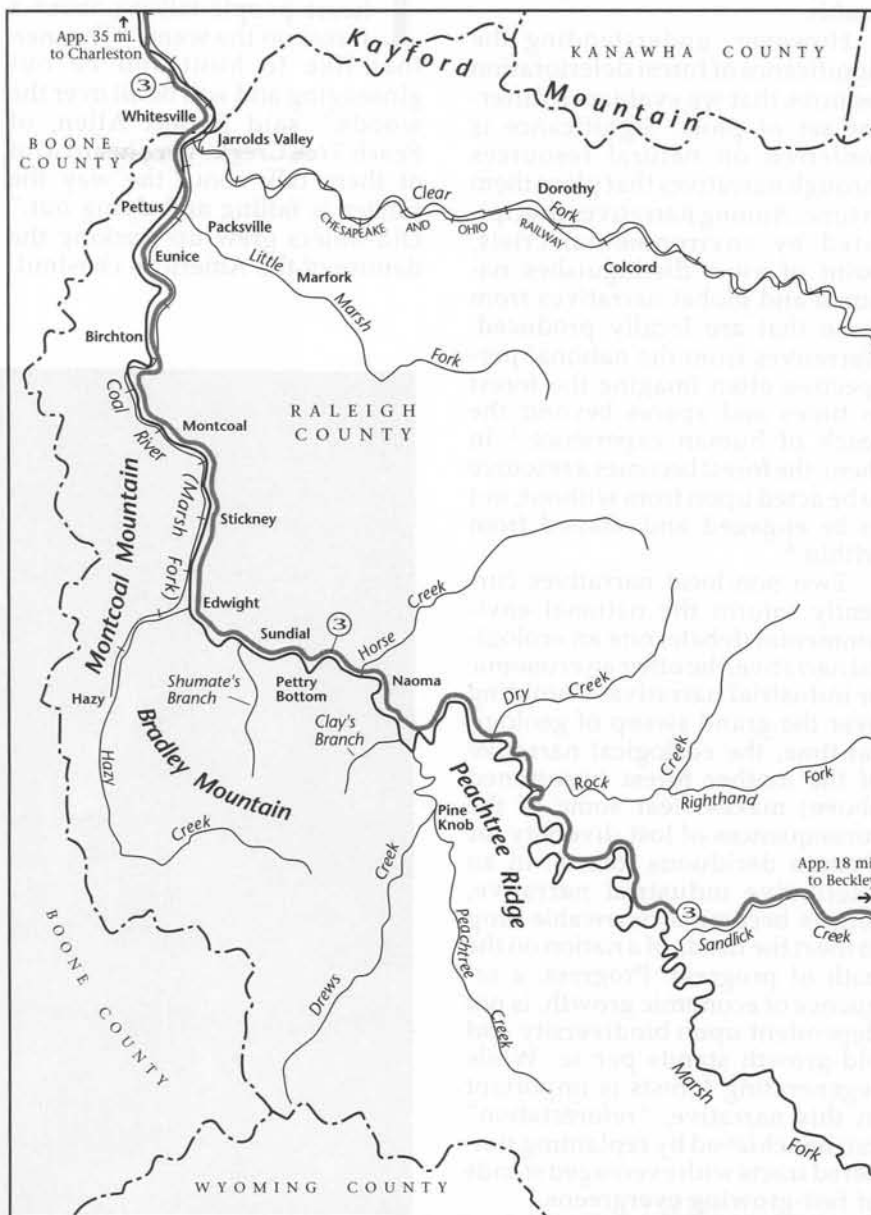 App. 35 mi.
to Charleston
Kayford
Mountain
KANAWHA COUNTY
3
Whitesville
BOONE
COUNTY
Jarrolds Valley
Clear
Fork
Dorothy
CHESAPEAKE AND OHIO RAILWAY
Pettus
Packsville
Colcord
Eunice
Little
Marfork
Marsh
Fork
Birchton
Coal
River
RALEIGH
COUNTY
Montcoal
(Marsh
Fork)
Stickney
Montcoal Mountain
Edwight
Sundial
3
Horse
Creek
Shumate's
Branch
Pettry
Bottom
Naoma
Hazy
Dry
Creek
Clay's
Branch
Bradley Mountain
Hazy
Creek
Peachtree Ridge
Rock
Creek
Righthand
Fork
Pine
Knob
App. 18 mi.
to Beckley
3
Sandlick
Creek
BOONE
COUNTY
Drews
Creek
Peachtree
Creek
Marsh
Fork
WYOMING COUNTY